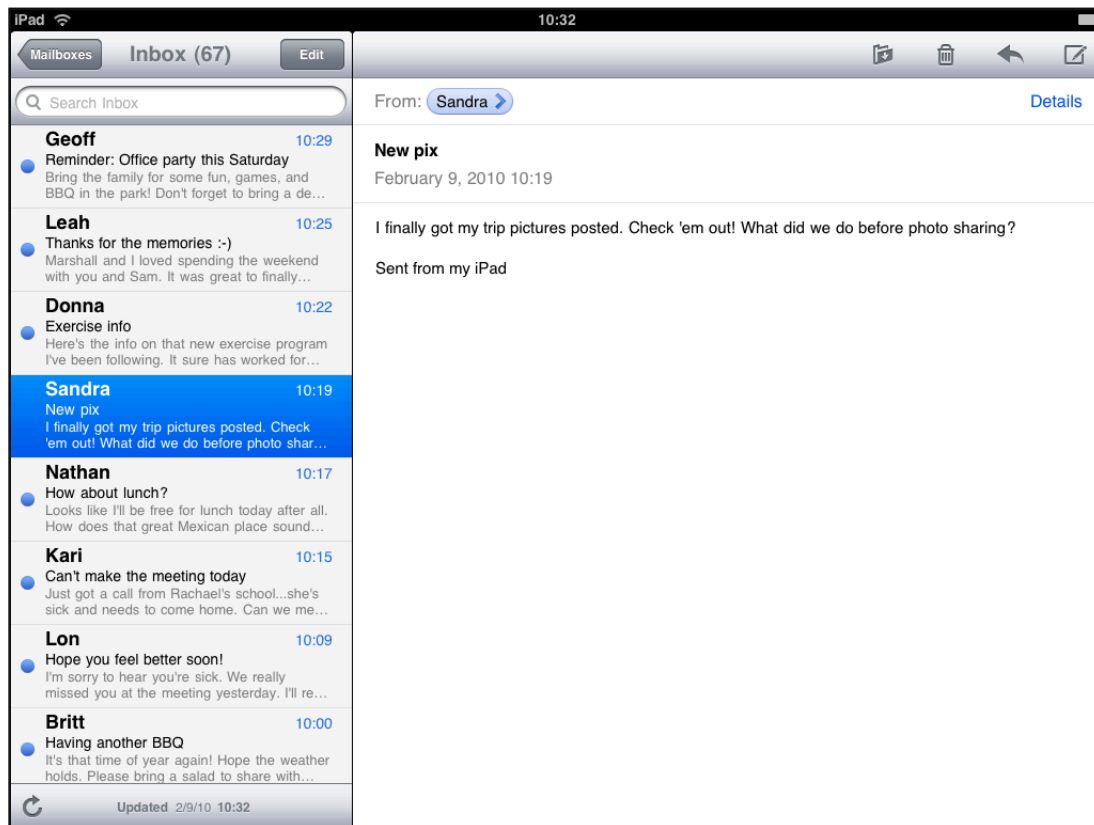 iPad
10:32
Mailboxes
Inbox (67)
Edit
Search Inbox
Geoff 10:29
Reminder: Office party this Saturday
Bring the family for some fun, games, and
BBQ in the park! Don't forget to bring a de...
Leah 10:25
Thanks for the memories :-)
Marshall and I loved spending the weekend
with you and Sam. It was great to finally...
Donna 10:22
Exercise info
Here's the info on that new exercise program
I've been following. It sure has worked for...
Sandra 10:19
New pix
I finally got my trip pictures posted. Check
'em out! What did we do before photo shar...
Nathan 10:17
How about lunch?
Looks like I'll be free for lunch today after all.
How does that great Mexican place sound...
Kari 10:15
Can't make the meeting today
Just got a call from Rachael's school...she's
sick and needs to come home. Can we me...
Lon 10:09
Hope you feel better soon!
I'm sorry to hear you're sick. We really
missed you at the meeting yesterday. I'll re...
Britt 10:00
Having another BBQ
It's that time of year again! Hope the weather
holds. Please bring a salad to share with...
Updated 2/9/10 10:32
From: Sandra
Details
New pix
February 9, 2010 10:19
I finally got my trip pictures posted. Check 'em out! What did we do before photo sharing?
Sent from my iPad